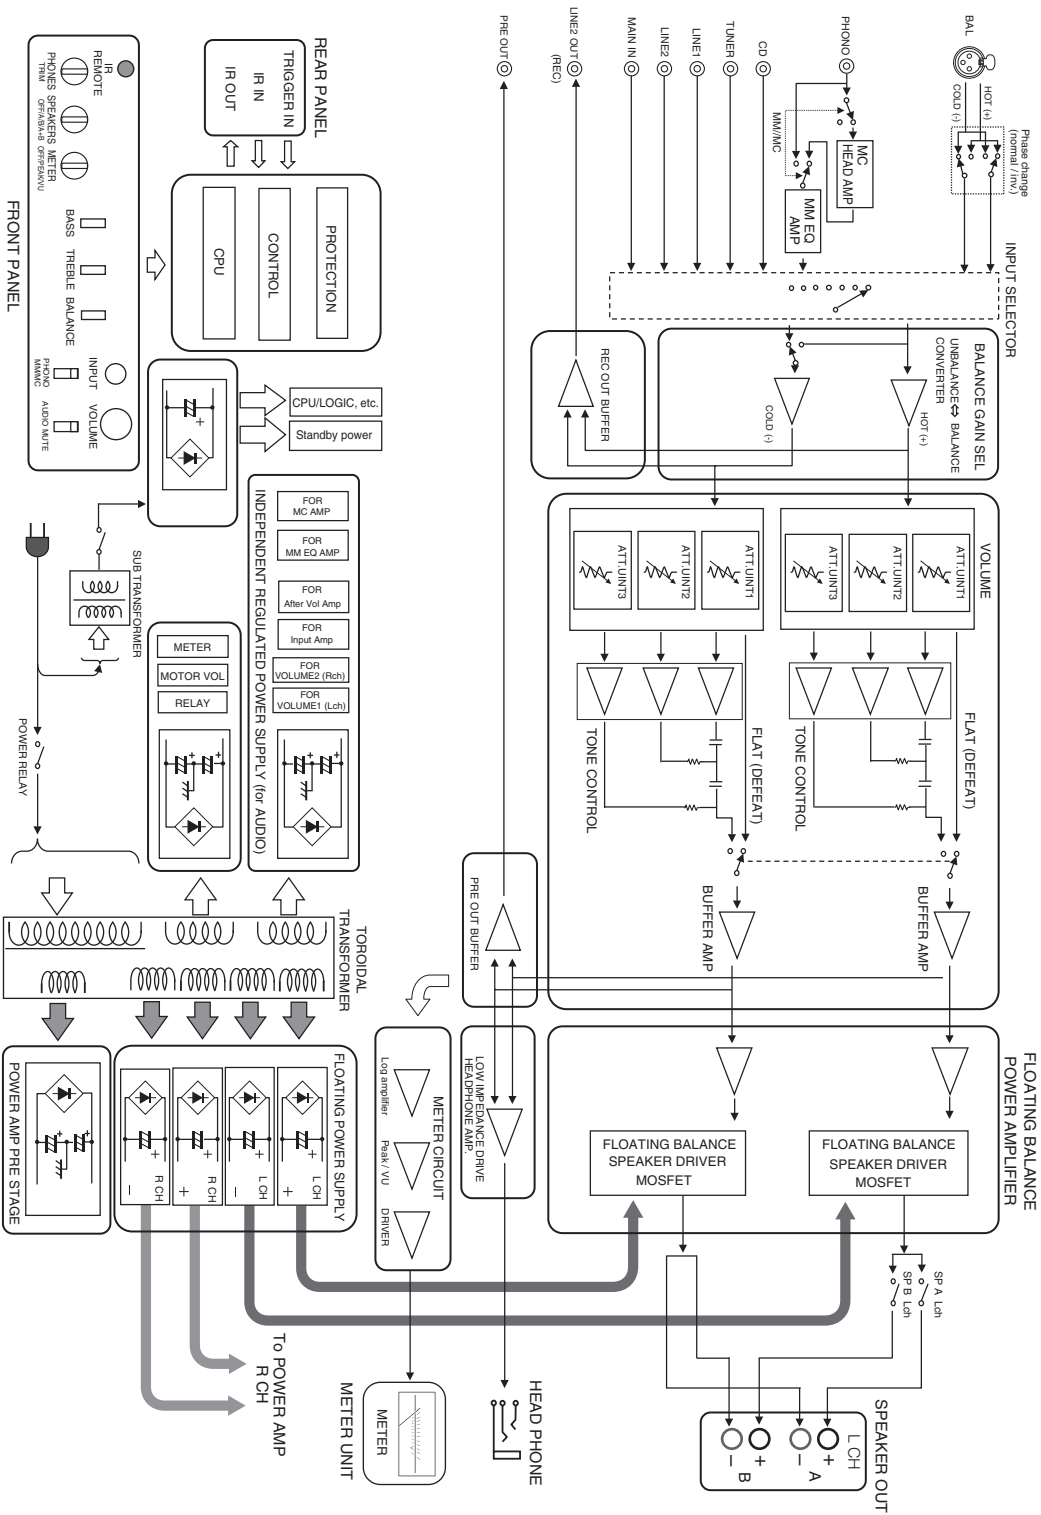 BAL
HOT (+)
COLD (-)
Phase change
(normal / inv.)
PHONO
MC
HEAD AMP
MM//MC
MM EQ
AMP
CD
TUNER
LINE1
LINE2
MAIN IN
LINE2 OUT
(REC)
PRE OUT
INPUT SELECTOR
BALANCE GAIN SEL
UNBALANCE⇔ BALANCE
CONVERTER
HOT (+)
COLD (-)
REC OUT BUFFER
VOLUME
ATT.UINT1
ATT.UINT2
ATT.UINT3
ATT.UINT1
ATT.UINT2
ATT.UINT3
FLAT (DEFEAT)
TONE CONTROL
FLAT (DEFEAT)
TONE CONTROL
BUFFER AMP
BUFFER AMP
PRE OUT BUFFER
FLOATING BALANCE
POWER AMPLIFIER
FLOATING BALANCE
SPEAKER DRIVER
MOSFET
FLOATING BALANCE
SPEAKER DRIVER
MOSFET
LOW IMPEDANCE DRIVE
HEADPHONE AMP.
SP A Lch
SP B Lch
SPEAKER OUT
L CH
+
−
A
+
−
B
HEAD PHONE
METER CIRCUIT
Log amplifier
Peak / VU
DRIVER
METER
METER UNIT
REAR PANEL
TRIGGER IN
IR IN
IR OUT
PROTECTION
CONTROL
CPU
IR
REMOTE
PHONES
TRIM
SPEAKERS
OFF/A/B/A+B
METER
OFF/PEAK/VU
BASS
TREBLE
BALANCE
INPUT
PHONO
MM/MC
VOLUME
AUDIO MUTE
FRONT PANEL
CPU/LOGIC, etc.
Standby power
+
SUB TRANSFORMER
POWER RELAY
INDEPENDENT REGULATED POWER SUPPLY (for AUDIO)
FOR
MC AMP
FOR
MM EQ AMP
FOR
After Vol Amp
FOR
Input Amp
FOR
VOLUME2 (Rch)
FOR
VOLUME1 (Lch)
+
+
METER
MOTOR VOL
RELAY
+
+
TOROIDAL
TRANSFORMER
FLOATING POWER SUPPLY
+
L CH
+
+
L CH
−
+
R CH
+
+
R CH
−
POWER AMP PRE STAGE
+
+
To POWER AMP
R CH